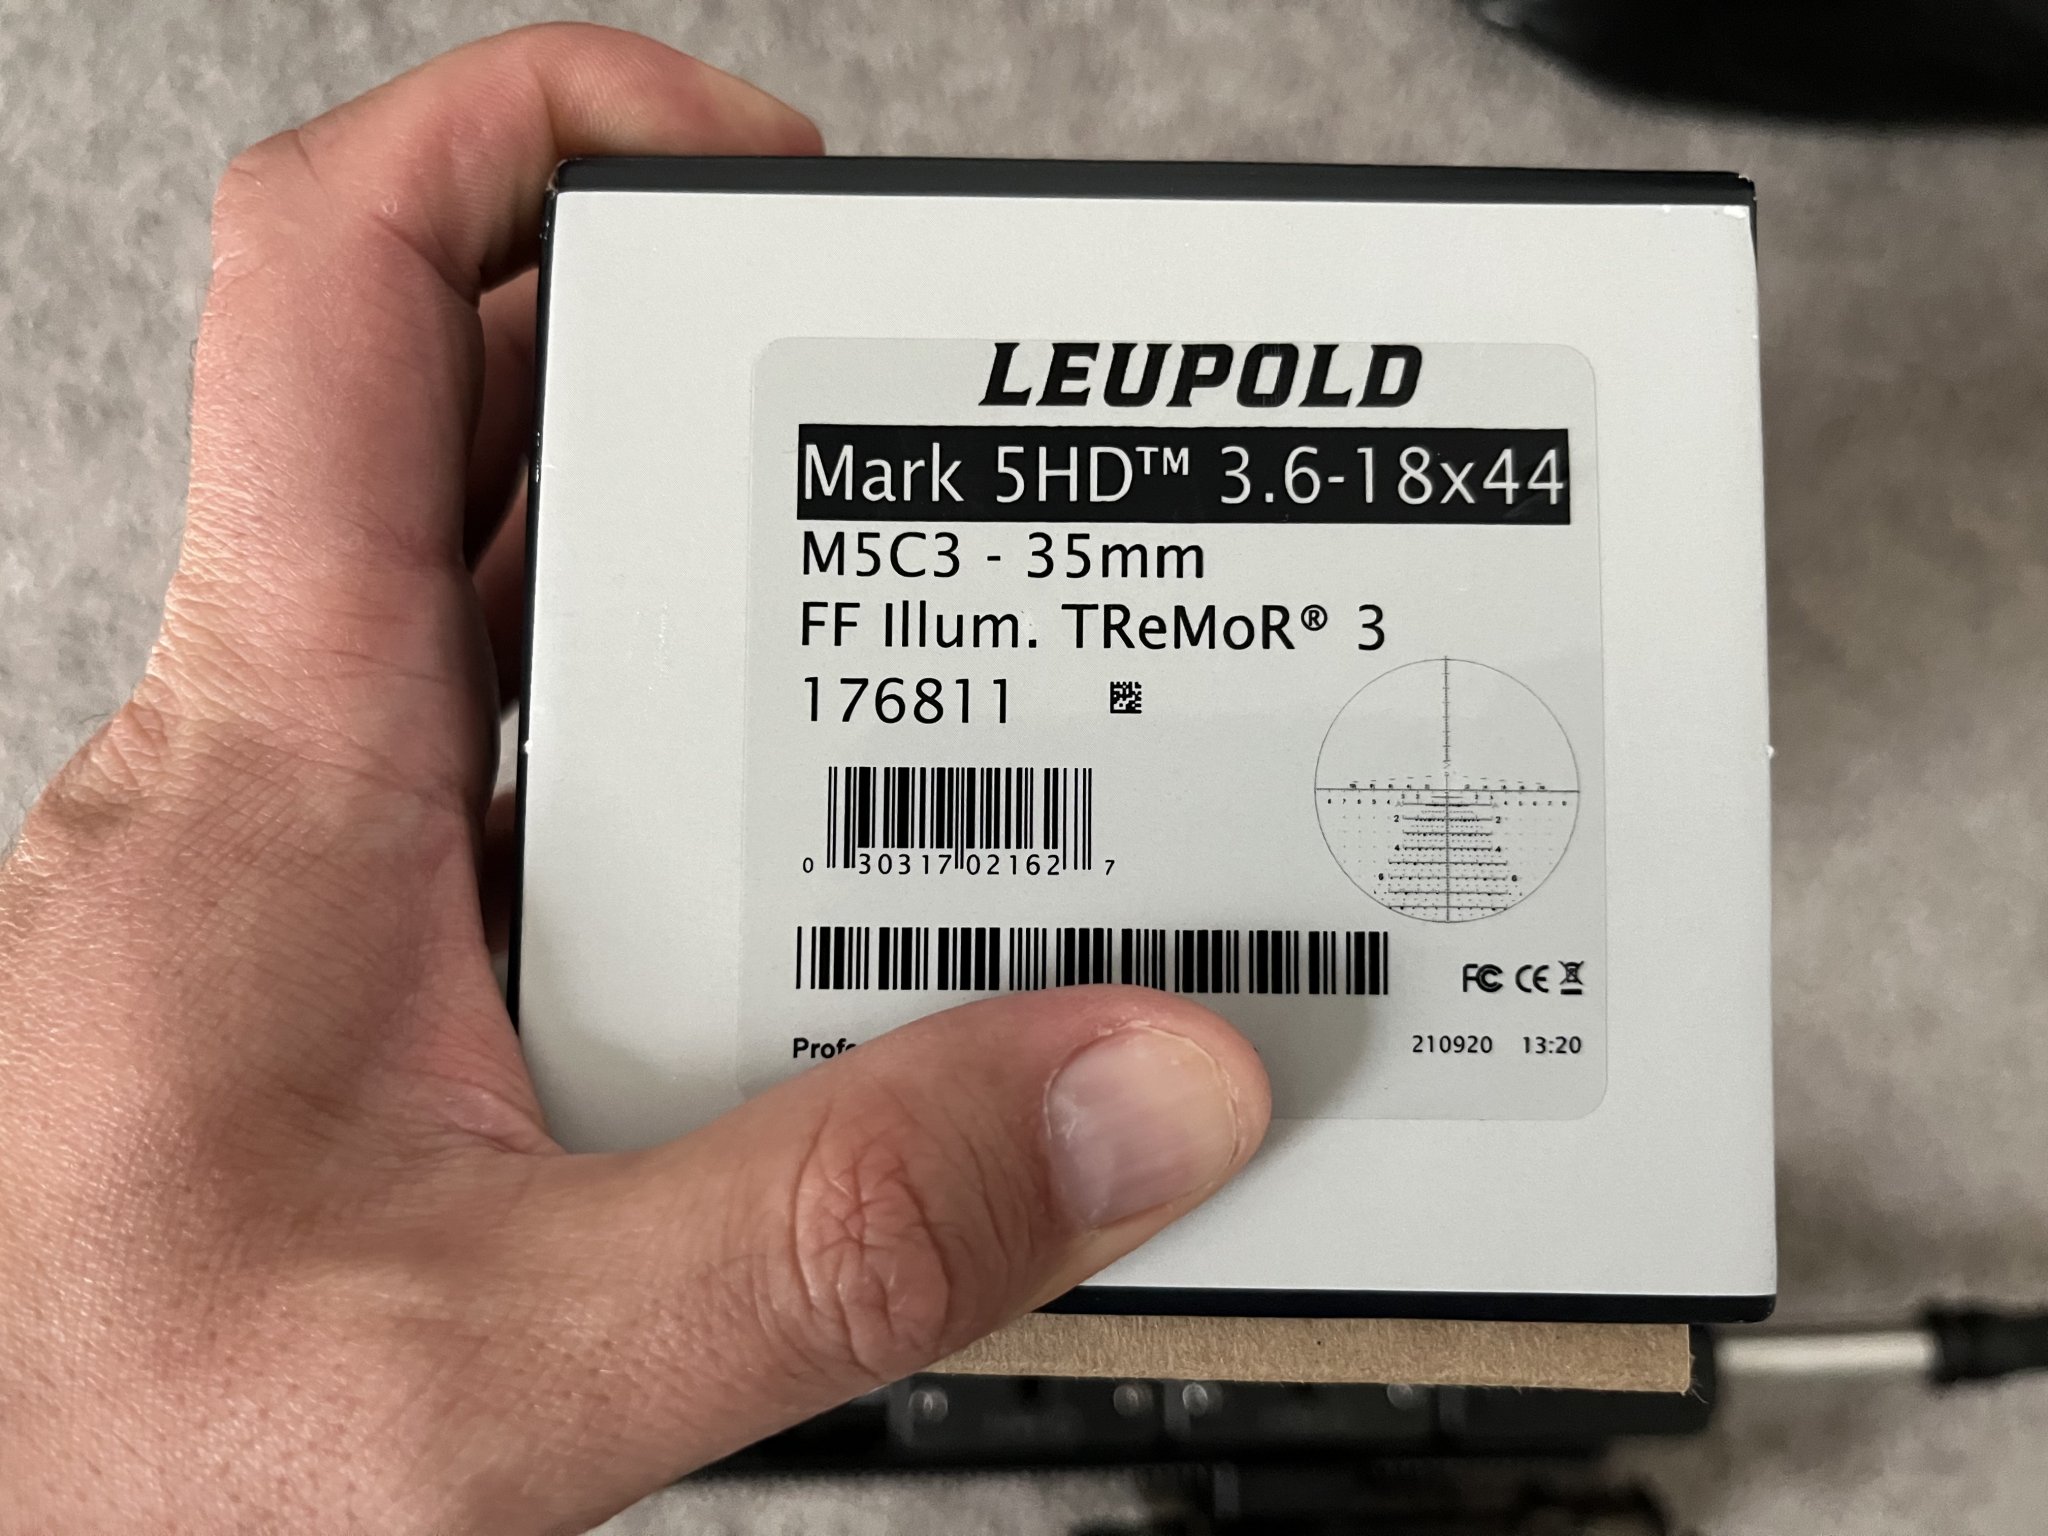 LEUPOLD
Mark 5HD™ 3.6-18x44
M5C3 - 35mm
FF Illum. TReMoR® 3
176811
0 30317 02162 7
FC CE
210920 13:20